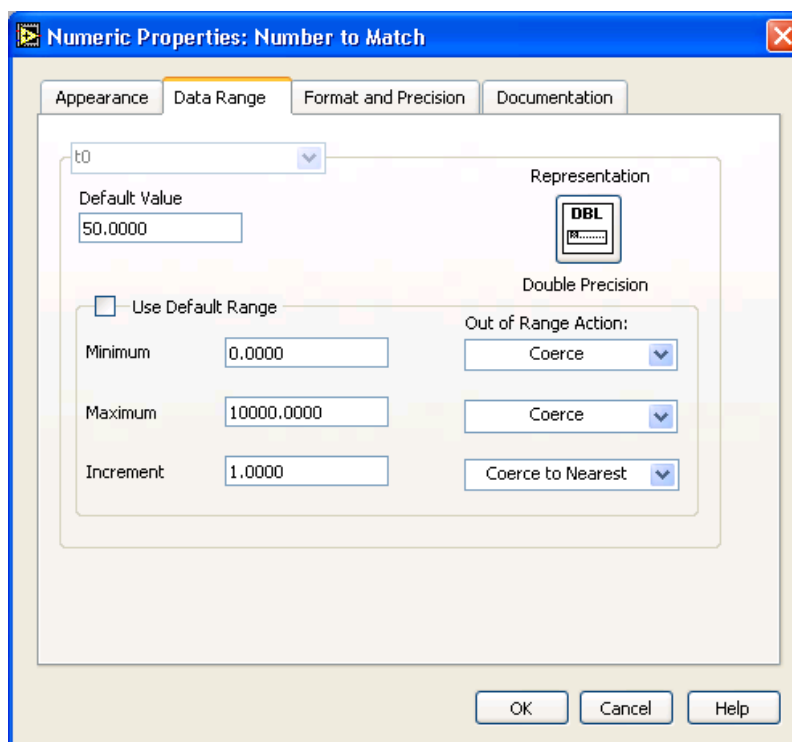 Numeric Properties: Number to Match
Appearance Data Range Format and Precision Documentation
t0
Representation
Default Value
50.0000
DBL
Double Precision
Use Default Range
Out of Range Action:
Minimum 0.0000 Coerce
Maximum 10000.0000 Coerce
Increment 1.0000 Coerce to Nearest
OK Cancel Help